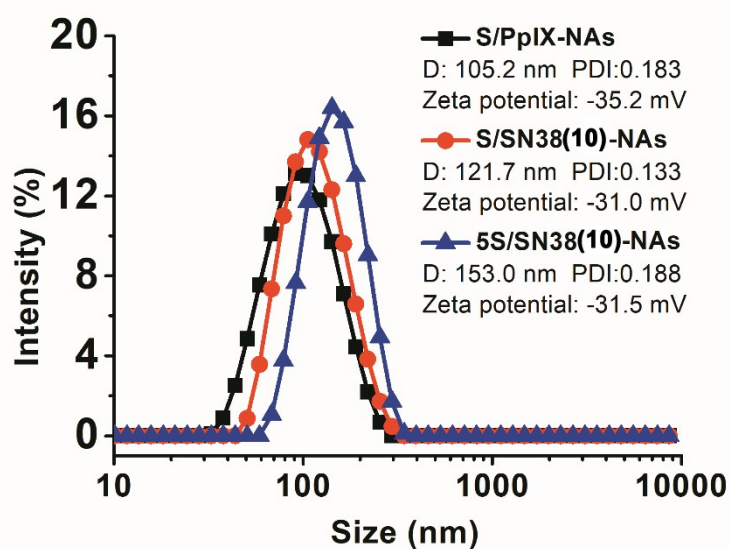 20
16
12
8
4
0
Intensity (%)
S/PpIX-NAs
D: 105.2 nm PDI:0.183
Zeta potential: -35.2 mV
S/SN38(10)-NAs
D: 121.7 nm PDI:0.133
Zeta potential: -31.0 mV
5S/SN38(10)-NAs
D: 153.0 nm PDI:0.188
Zeta potential: -31.5 mV
10 100 1000 10000
Size (nm)